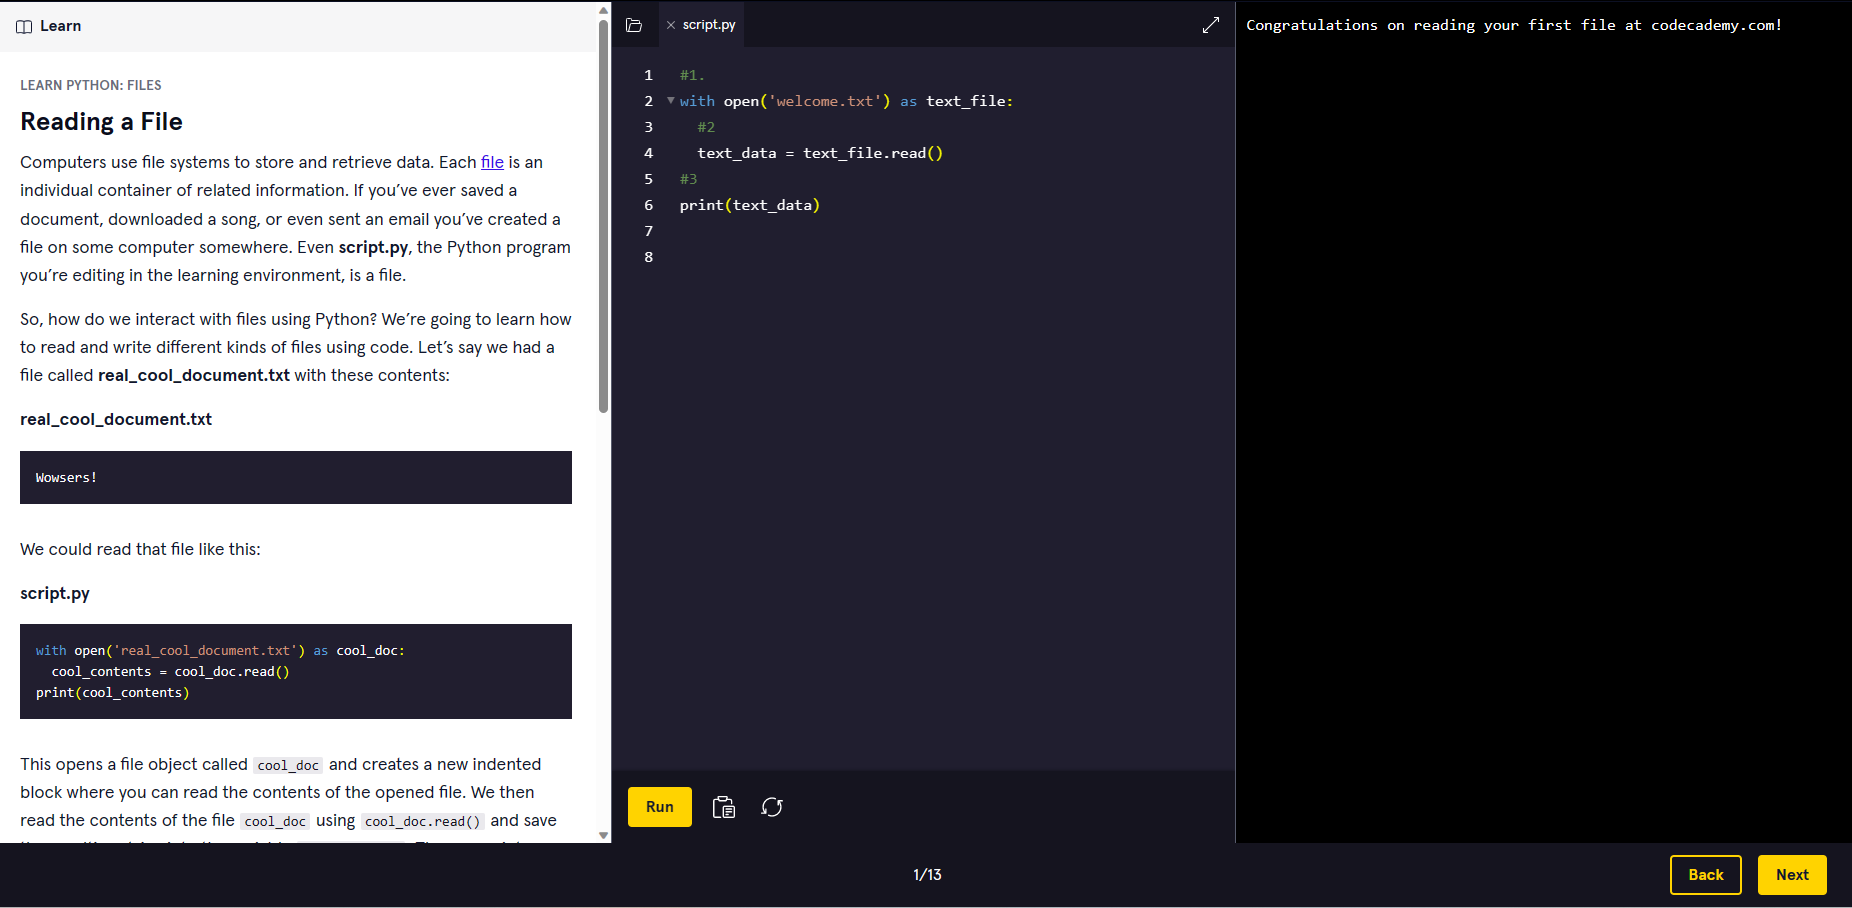 Learn
LEARN PYTHON: FILES
Reading a File
Computers use file systems to store and retrieve data. Each file is an
individual container of related information. If you’ve ever saved a
document, downloaded a song, or even sent an email you’ve created a
file on some computer somewhere. Even script.py, the Python program
you’re editing in the learning environment, is a file.
So, how do we interact with files using Python? We’re going to learn how
to read and write different kinds of files using code. Let’s say we had a
file called real_cool_document.txt with these contents:
real_cool_document.txt
Wowsers!
We could read that file like this:
script.py
with open('real_cool_document.txt') as cool_doc:
  cool_contents = cool_doc.read()
print(cool_contents)
This opens a file object called cool_doc and creates a new indented
block where you can read the contents of the opened file. We then
read the contents of the file cool_doc using cool_doc.read() and save
script.py
1 #1.
2 with open('welcome.txt') as text_file:
3   #2
4   text_data = text_file.read()
5 #3
6 print(text_data)
7
8
Run
Congratulations on reading your first file at codecademy.com!
1/13
Back
Next